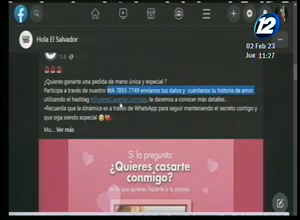 Hola El Salvador
12
02 Feb 23
Jue 11:27
¿Quieres ganarte una pedida de mano única y especial ?
Participa a través de nuestro WA 7893-7749 envíanos tus datos y cuéntanos tu historia de amor
utilizando el hashtag #QuieresCasarteConmigo, te daremos a conocer más detalles .
•Recuerda que la dinámica es a través de WhatsApp para seguir manteniendo el secreto contigo y
que siga siendo especial
Mu... Ver más
Si la pregunta:
¿Quieres casarte
conmigo?